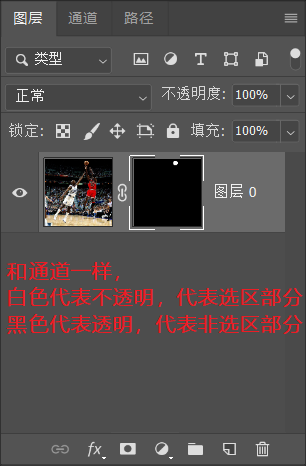 图层 通道 路径
类型
正常 不透明度: 100%
锁定: 填充: 100%
图层 0
和通道一样，
白色代表不透明，代表选区部分
黑色代表透明，代表非选区部分
fx